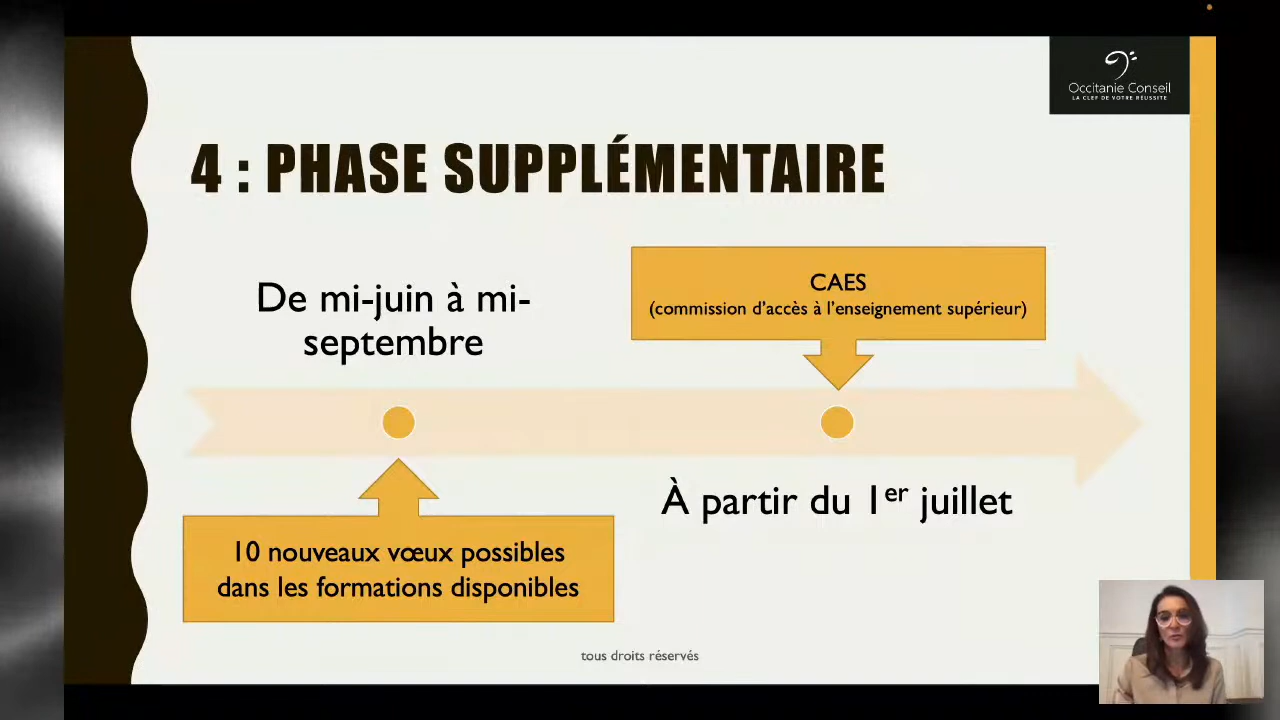 Occitanie Conseil
LA CLEF DE VOTRE RÉUSSITE
4 : PHASE SUPPLÉMENTAIRE
De mi-juin à mi-
septembre
CAES
(commission d'accès à l'enseignement supérieur)
À partir du 1er juillet
10 nouveaux vœux possibles
dans les formations disponibles
tous droits réservés